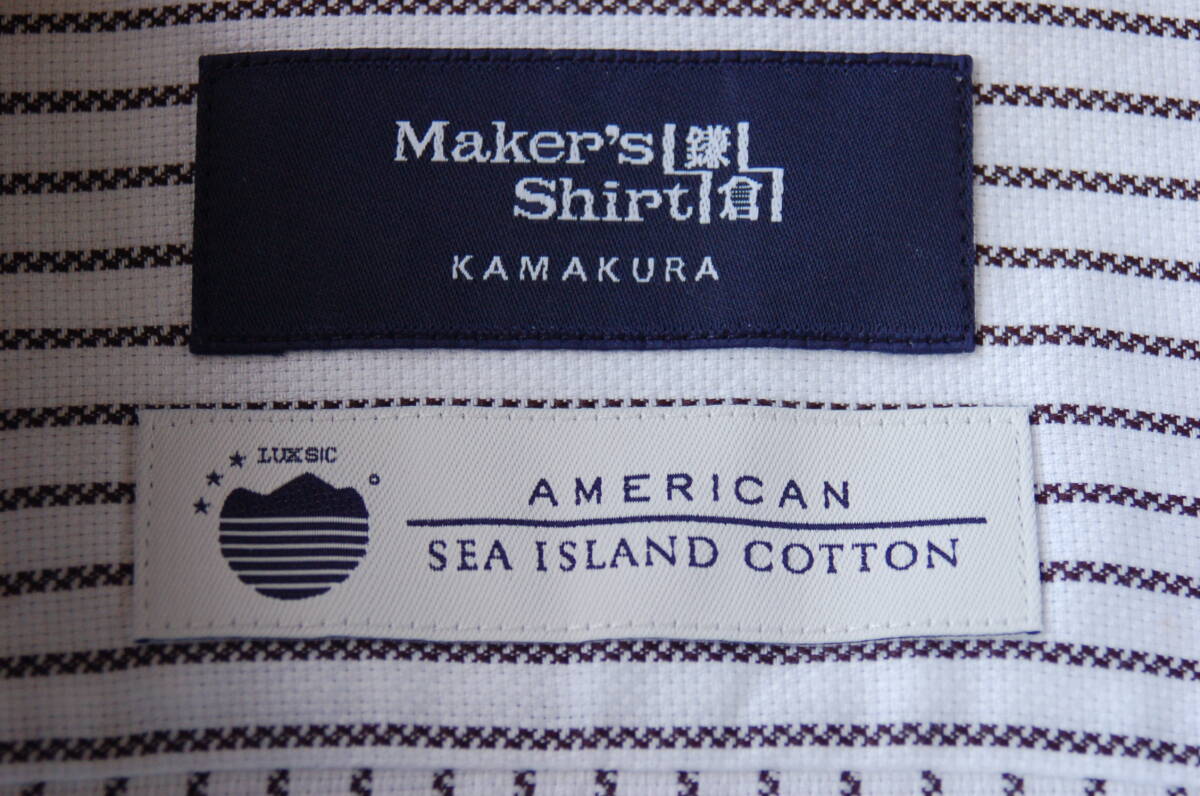 Maker's 鎌
Shirt 倉
KAMAKURA
LUXSIC
AMERICAN
SEA ISLAND COTTON